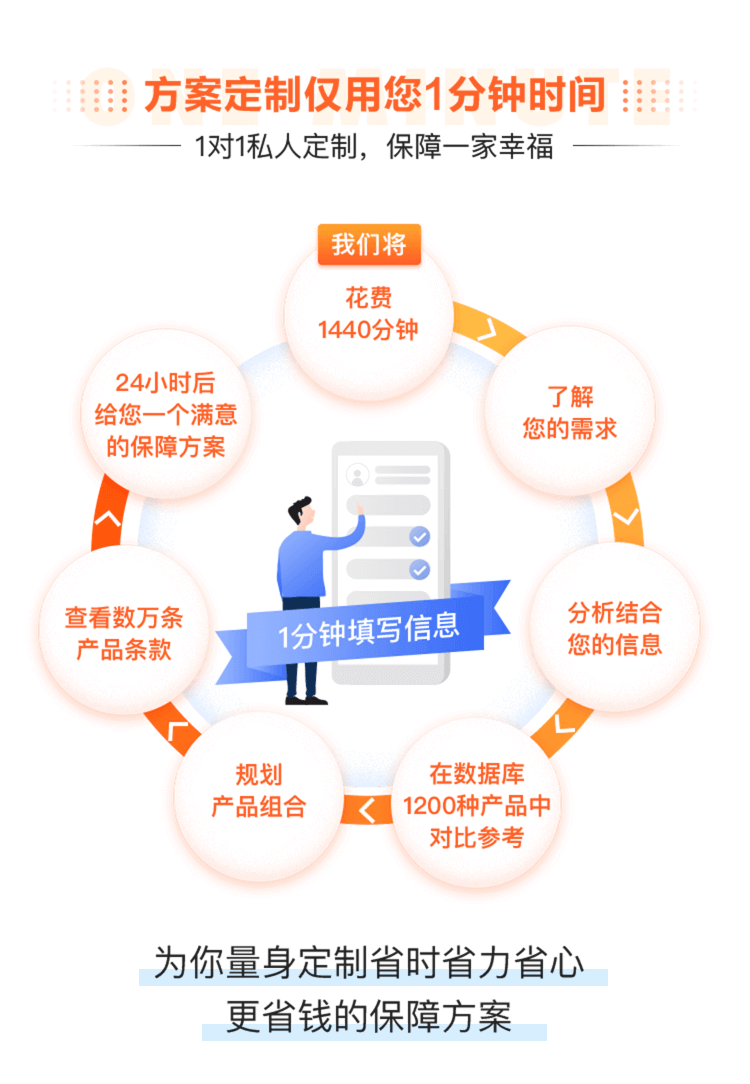 ONE MINUTE
方案定制仅用您1分钟时间
1对1私人定制，保障一家幸福
我们将
花费
1440分钟
了解
您的需求
分析结合
您的信息
在数据库
1200种产品中
对比参考
规划
产品组合
查看数万条
产品条款
24小时后
给您一个满意
的保障方案
1分钟填写信息
为你量身定制省时省力省心
更省钱的保障方案